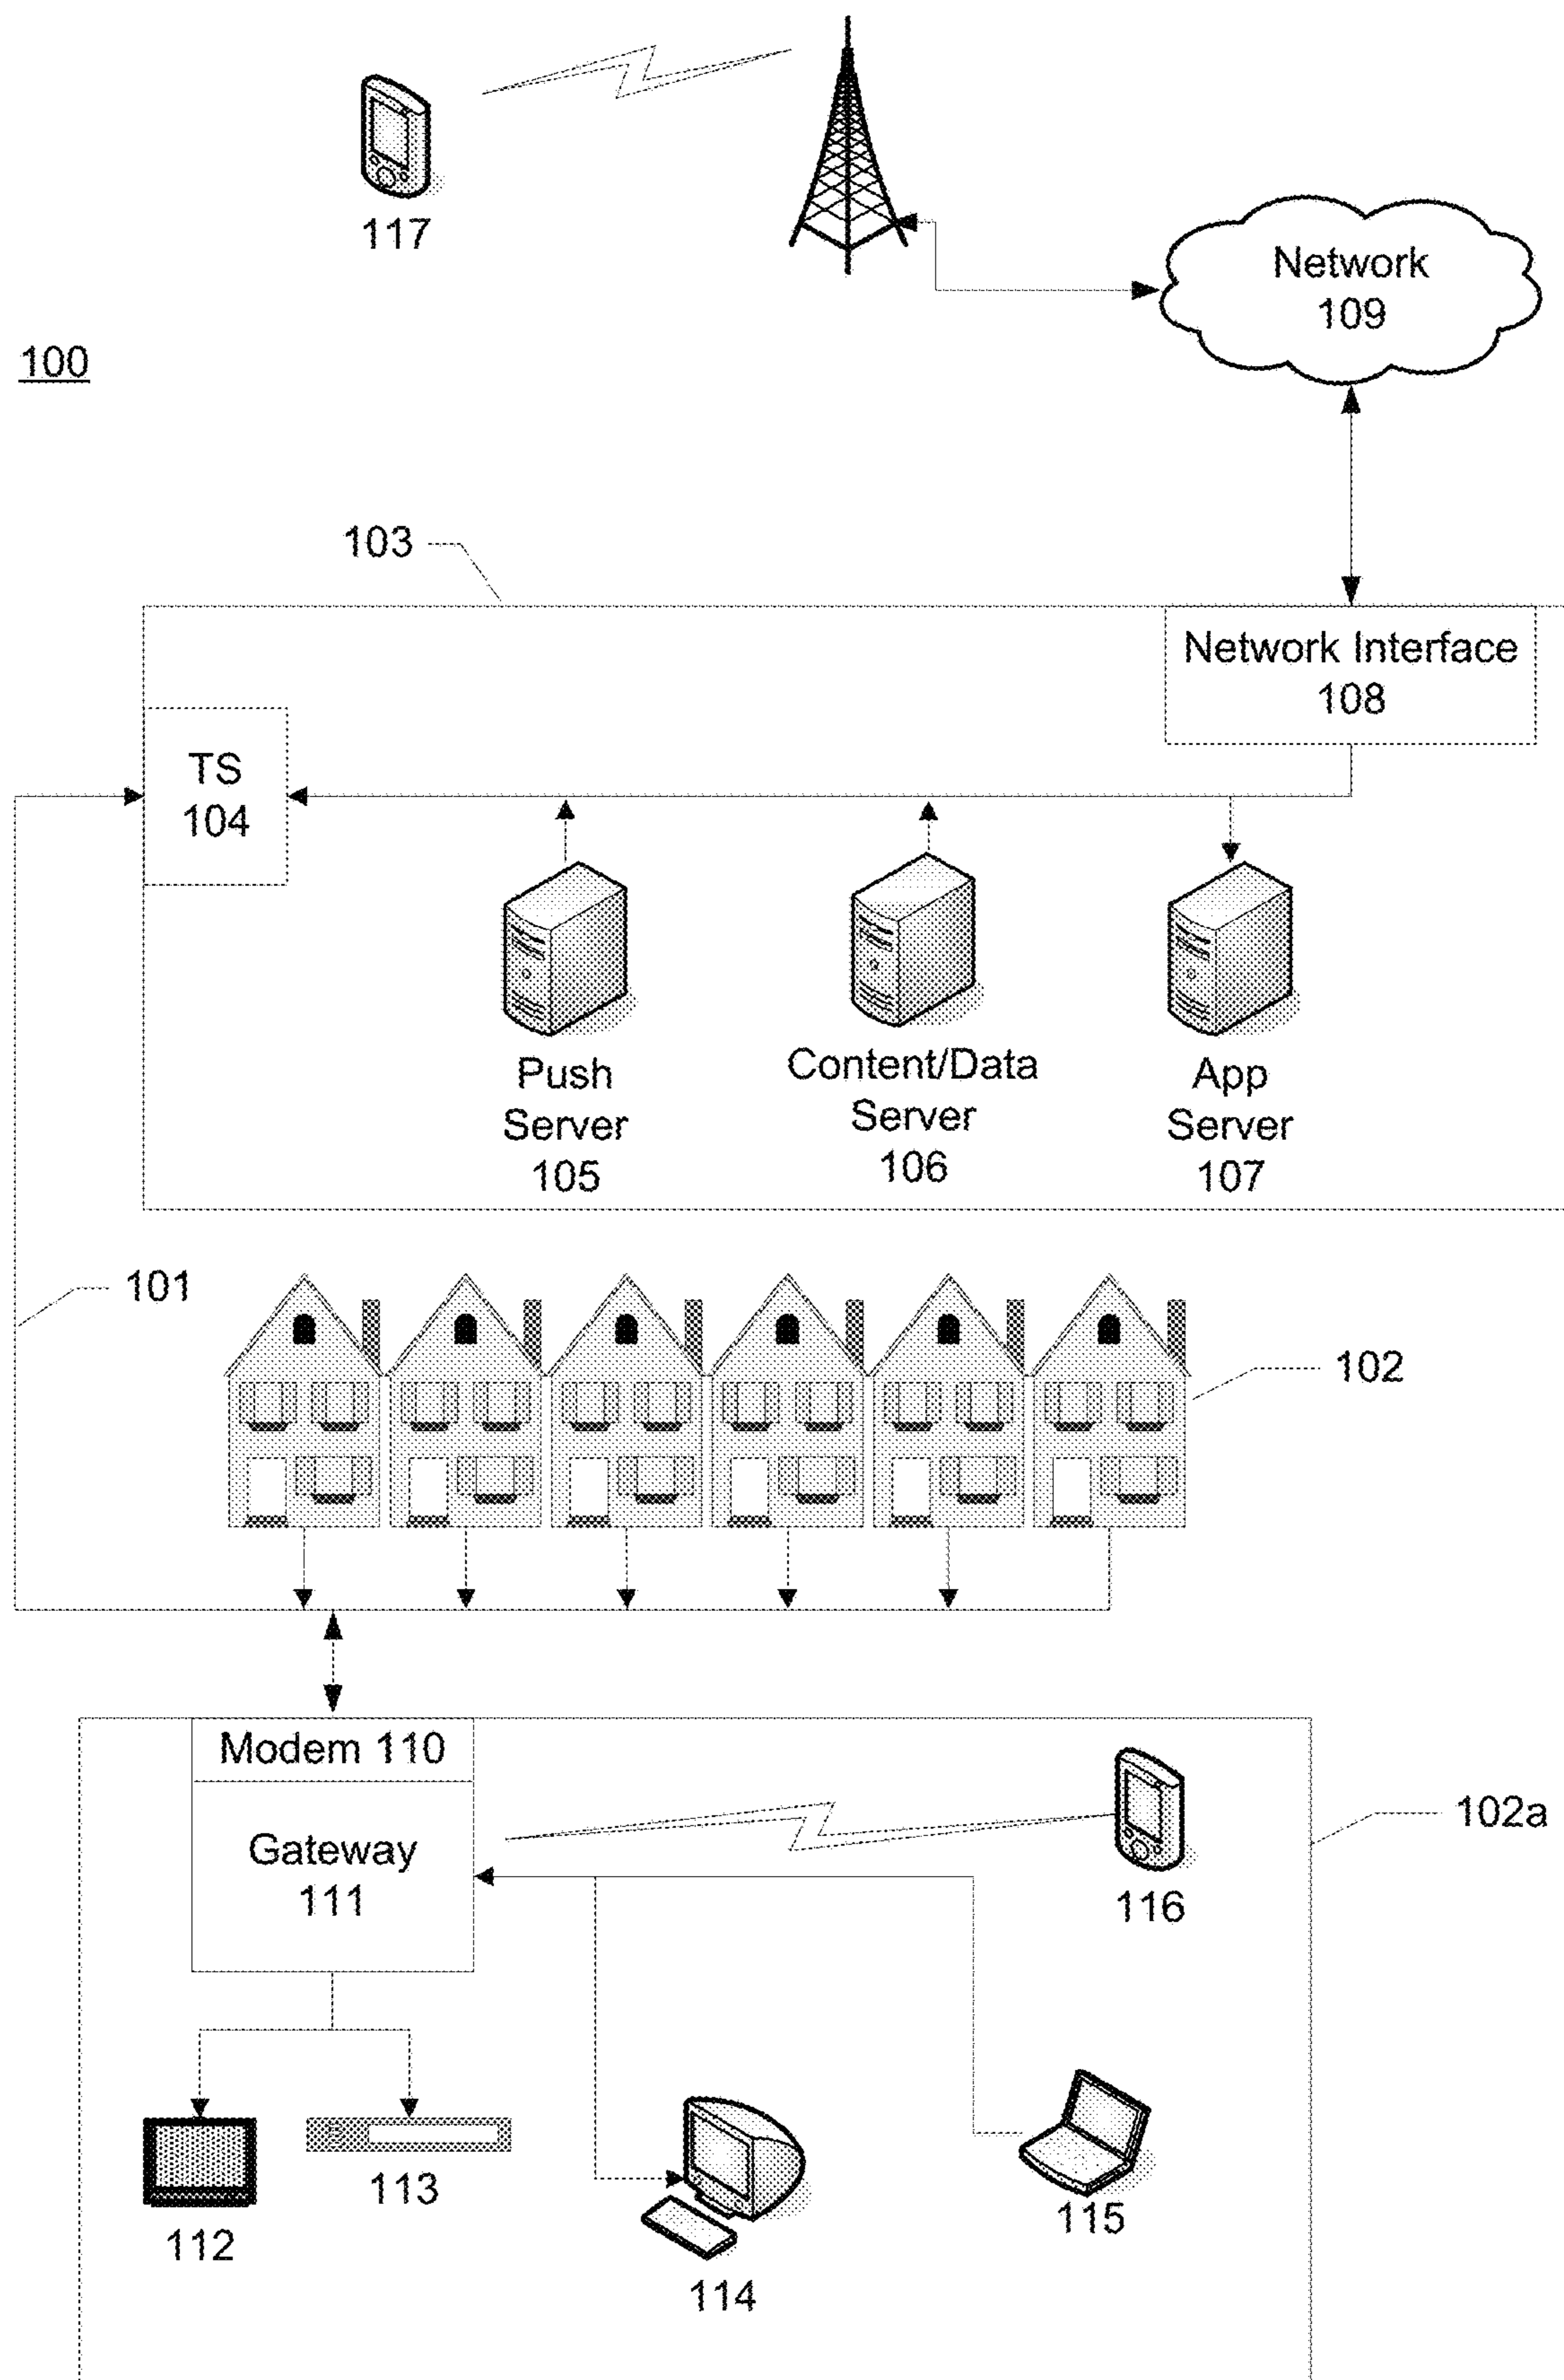 117
Network
109
100
103
Network Interface
108
TS
104
Push
Server
105
Content/Data
Server
106
App
Server
107
101
102
Modem 110
Gateway
111
102a
116
112
113
114
115